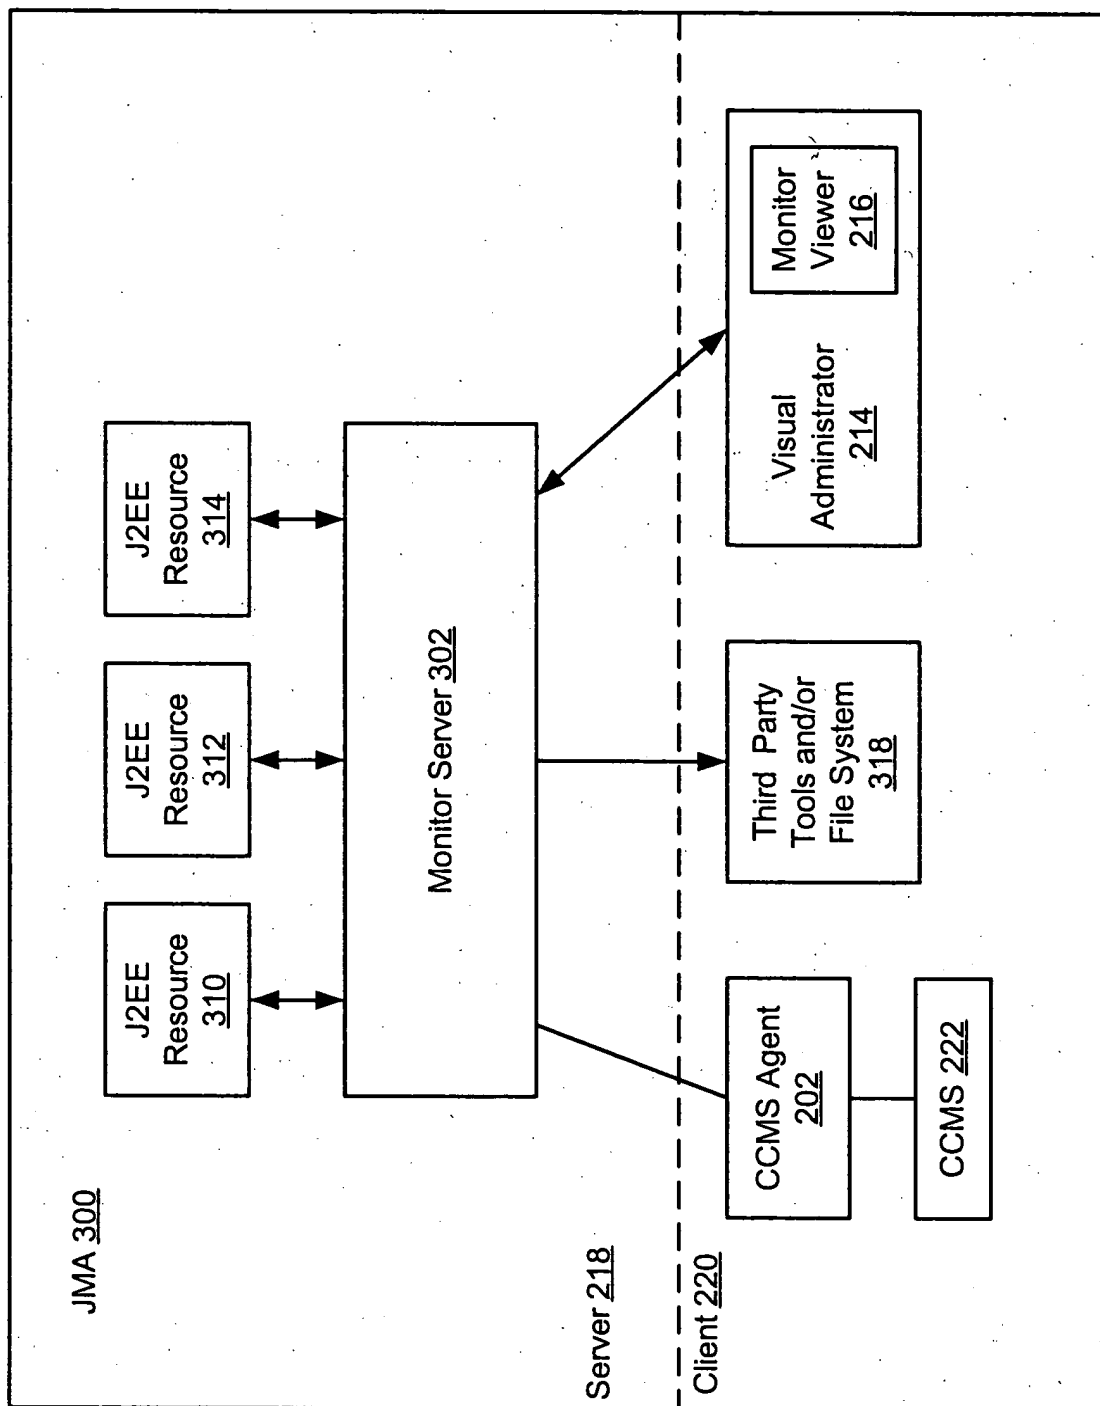 JMA 300
J2EE
Resource
310
J2EE
Resource
312
J2EE
Resource
314
Monitor Server 302
Server 218
Client 220
CCMS Agent
202
CCMS 222
Third Party
Tools and/or
File System
318
Visual
Administrator
214
Monitor
Viewer
216